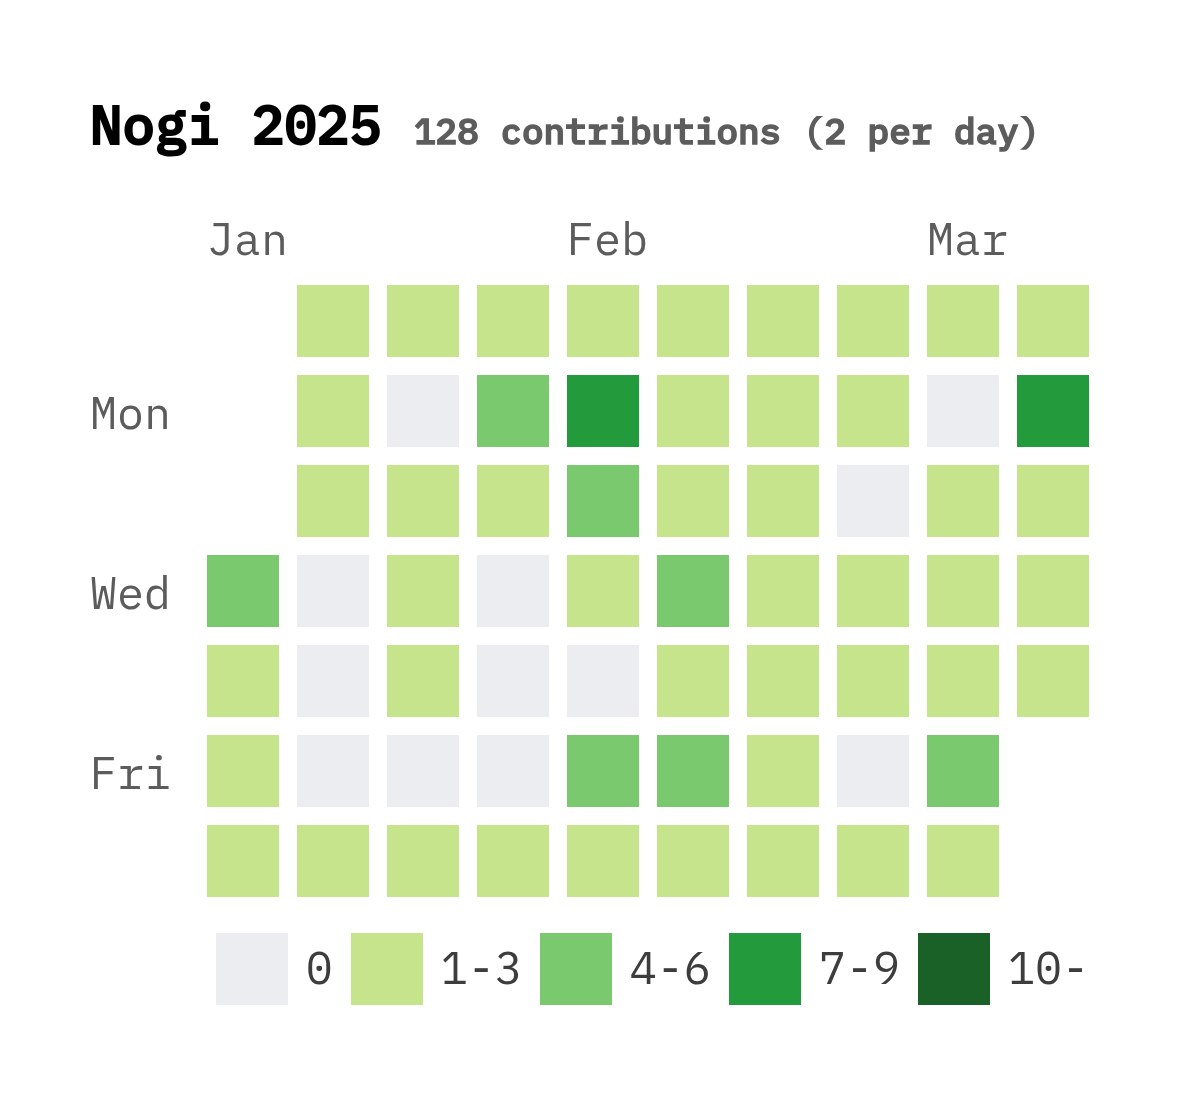 Nogi 2025 128 contributions (2 per day)
Jan Feb Mar
Mon
Wed
Fri
0 1-3 4-6 7-9 10-